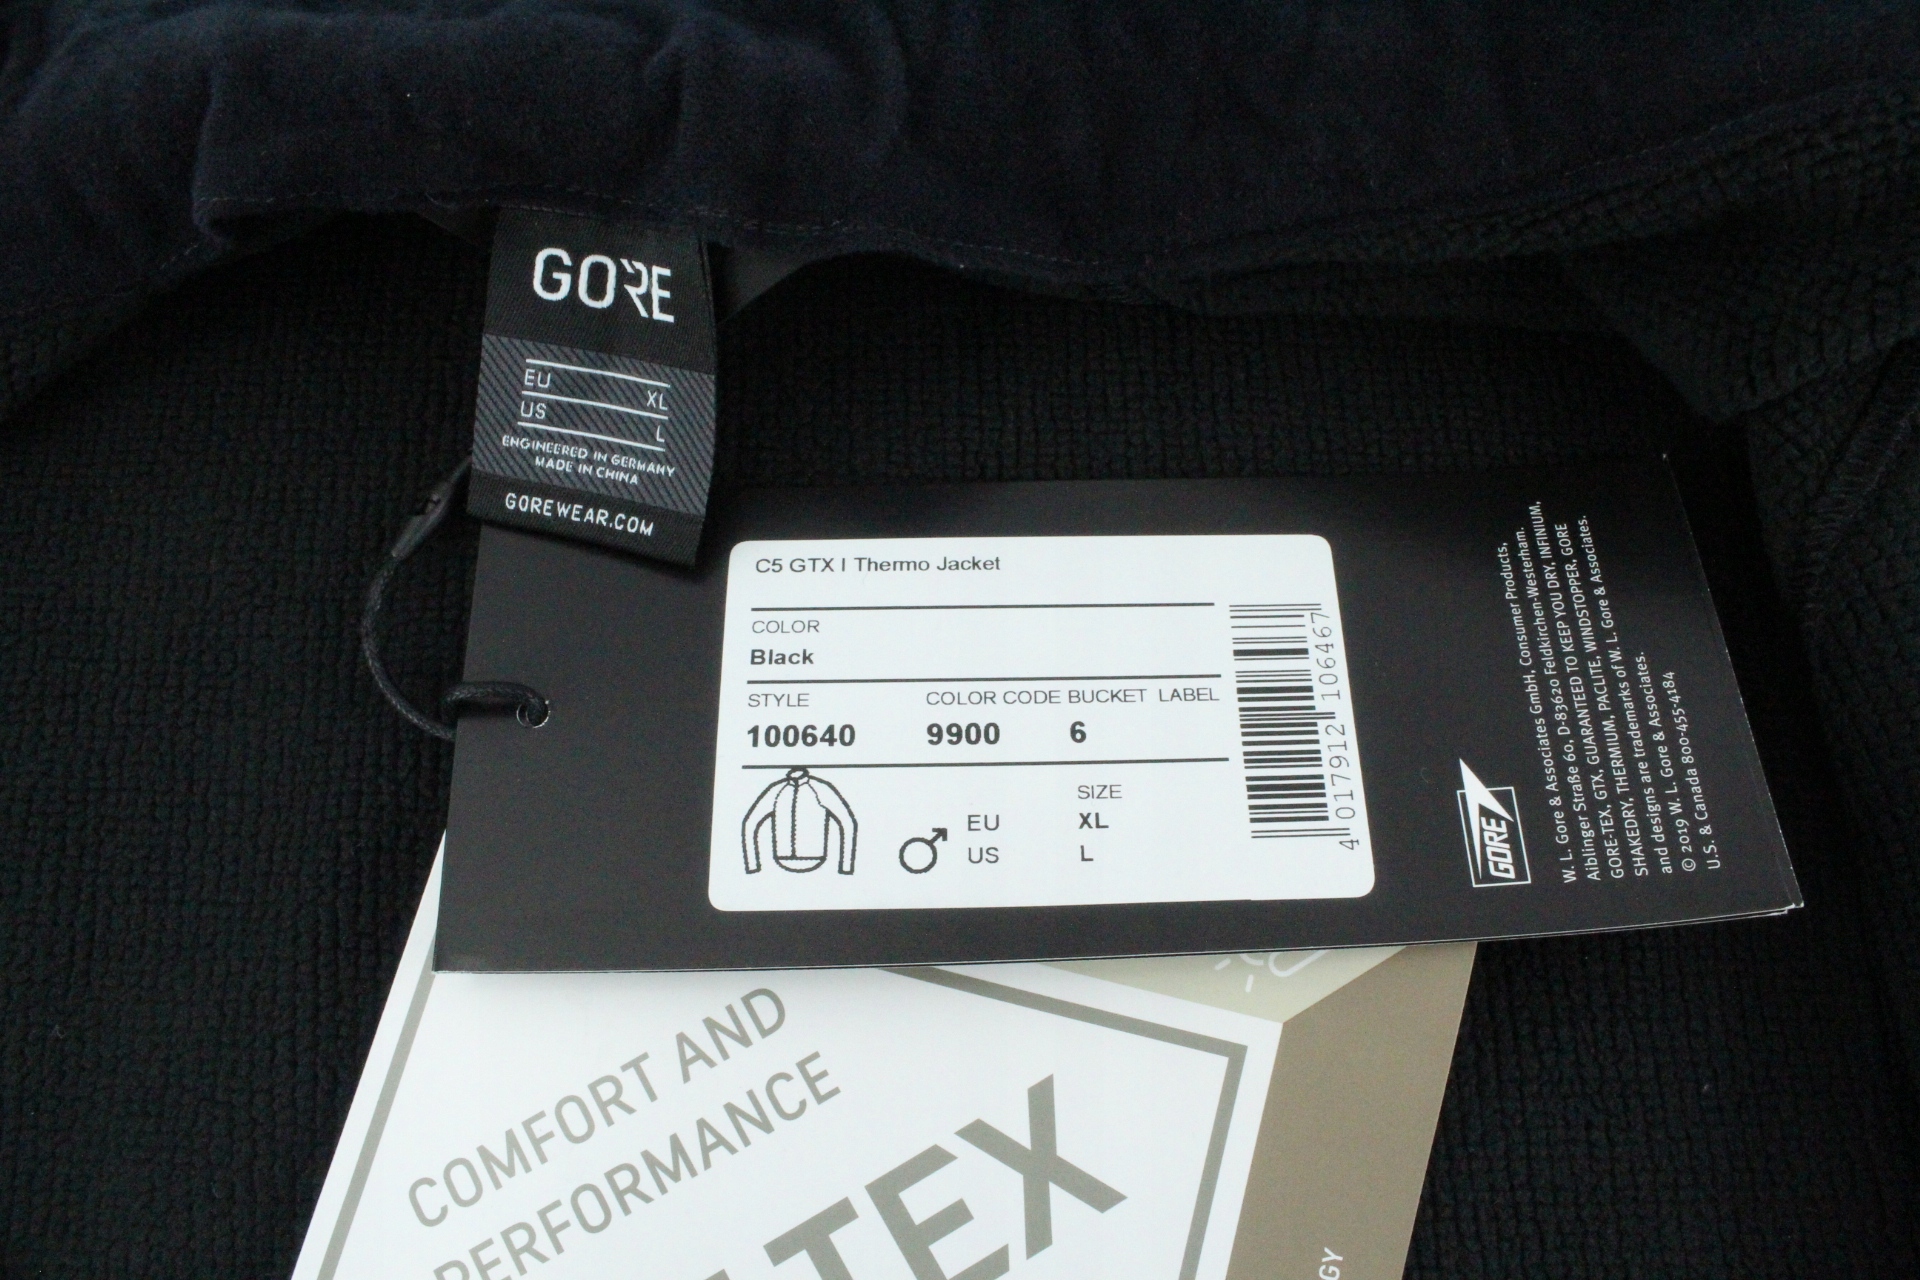 GORE
EU XL
US L
ENGINEERED IN GERMANY
MADE IN CHINA
GOREWEAR.COM
C5 GTX I Thermo Jacket
COLOR
Black
STYLE COLOR CODE BUCKET LABEL
100640 9900 6
SIZE
EU XL
US L
4 017912 106467
GORE
W. L. Gore & Associates GmbH, Consumer Products,
Aiblinger Straße 60, D-83620 Feldkirchen-Westerham.
GORE-TEX, GTX, GUARANTEED TO KEEP YOU DRY, INFINIUM,
SHAKEDRY, THERMIUM, PACLITE, WINDSTOPPER, GORE
and designs are trademarks of W. L. Gore & Associates.
© 2019 W. L. Gore & Associates.
U.S. & Canada 800-455-4184
COMFORT AND
PERFORMANCE
TEX